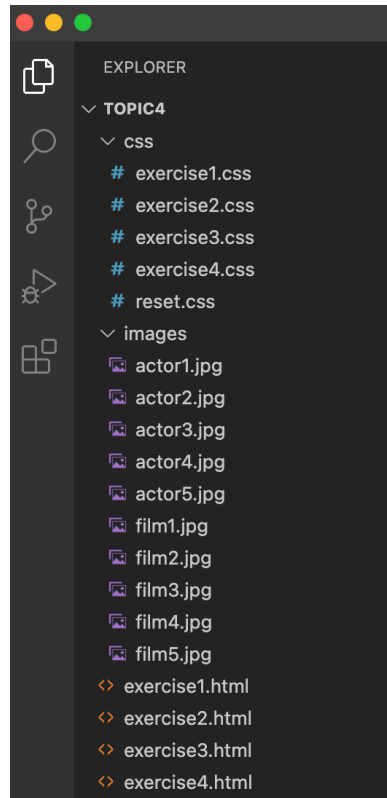 EXPLORER
TOPIC4
css
# exercise1.css
# exercise2.css
# exercise3.css
# exercise4.css
# reset.css
images
actor1.jpg
actor2.jpg
actor3.jpg
actor4.jpg
actor5.jpg
film1.jpg
film2.jpg
film3.jpg
film4.jpg
film5.jpg
<> exercise1.html
<> exercise2.html
<> exercise3.html
<> exercise4.html